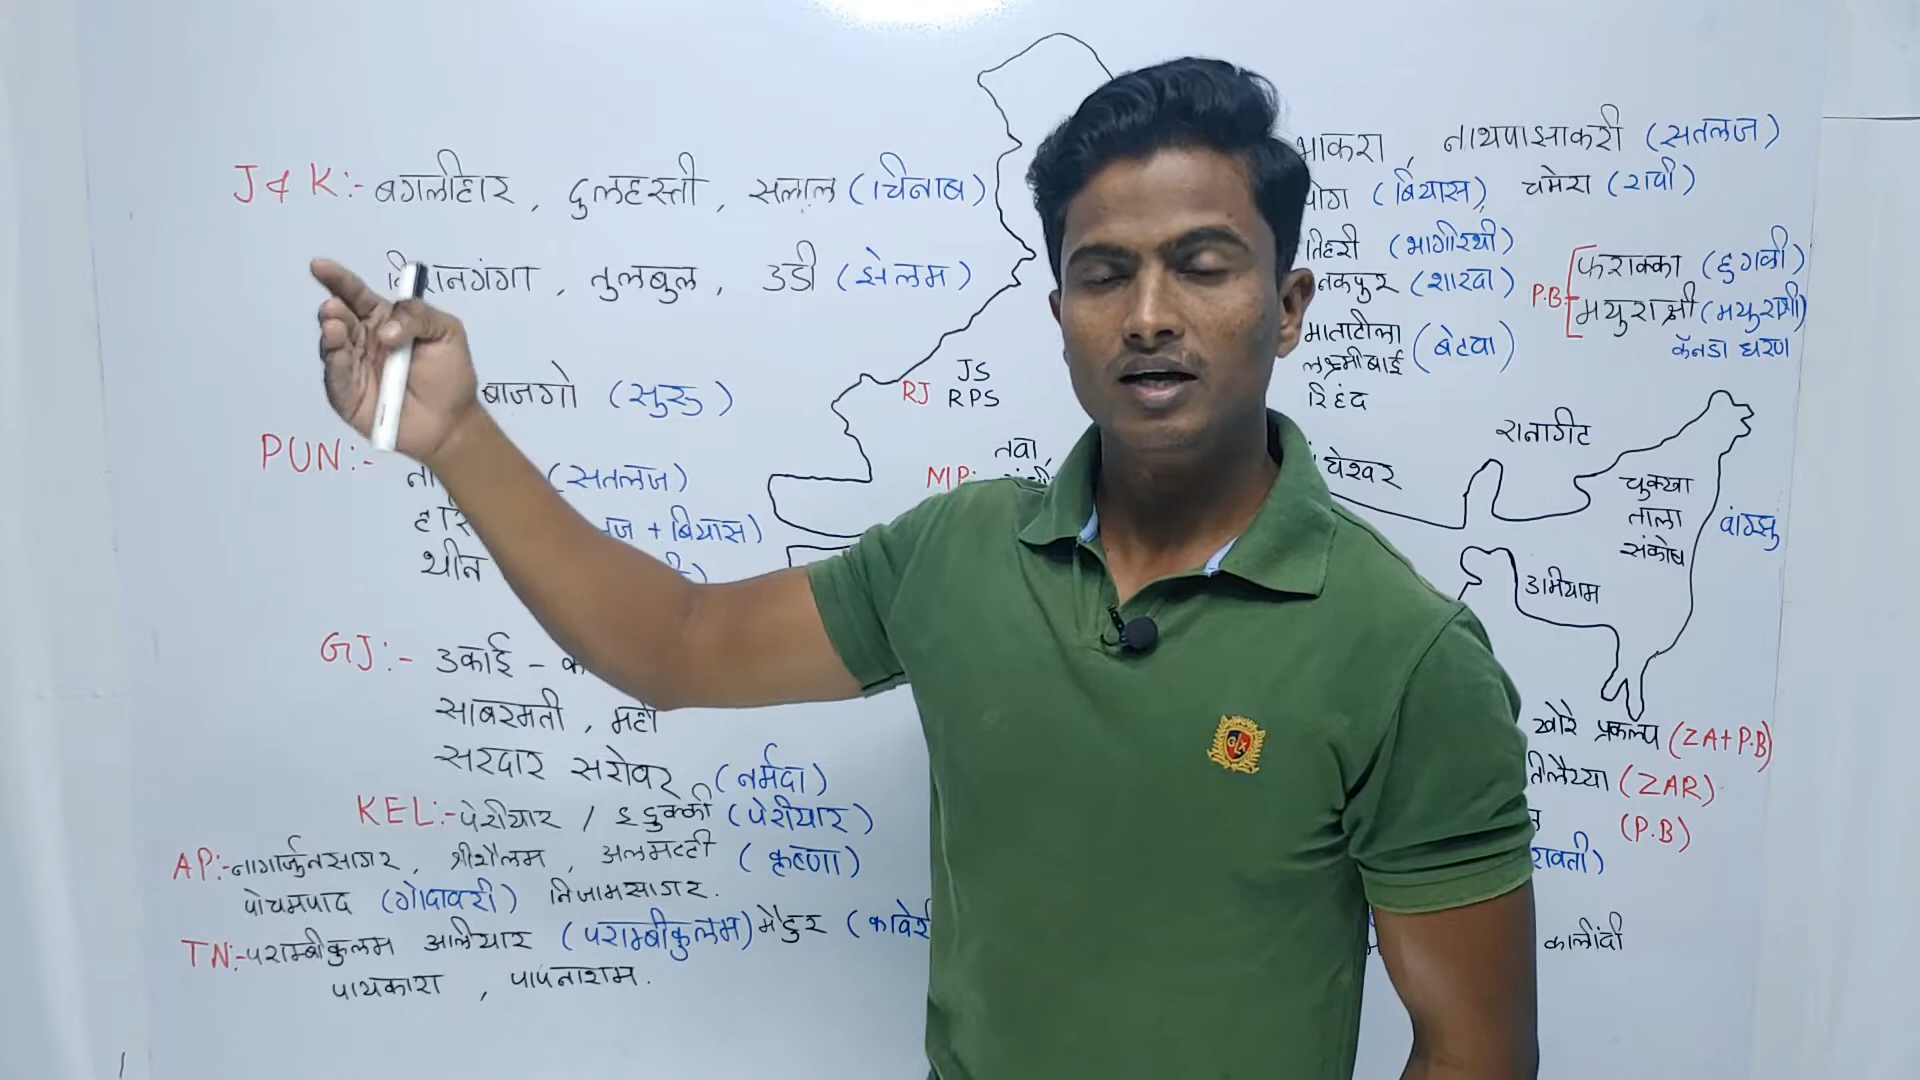 J & K:- बगलीहार, दुलहस्ती, सलाल (चिनाब)
तुलबुल, उडी (झेलम)
बाजगो (सुरु)
PUN:-
(सतलज)
+ बियास)
थीन
GJ:- उकाई -
साबरमती, मही
सरदार सरोवर (नर्मदा)
KEL:- पेरीयार / इडुक्की (पेरीयार)
AP:- नागार्जुनसागर, श्रीशैलम, अलमट्टी (कृष्णा)
पोचमपाद (गोदावरी) निजामसागर.
TN:- पराम्बीकुलम आलीयार (पराम्बीकुलम) मेटुर
पायकारा, पापनाशम.
RJ JS
RPS
MP:- तवा,
भाकरा, नाथपाझाकरी (सतलज)
(बियास), चमेरा (रावी)
टिहरी (भागीरथी)
(शारदा)
माताटीला
लक्ष्मीबाई (बेटवा)
रिहंद
P.B:- फराक्का (हुगळी)
मयुराक्षी (मयुराक्षी)
कॅनडा धरण
रानागीट
चुक्खा
ताला
संकोष
वांग्छु
उमियाम
खोरे प्रकल्प (ZA+P.B)
तीलैय्या (ZAR)
(P.B)
कालींदी